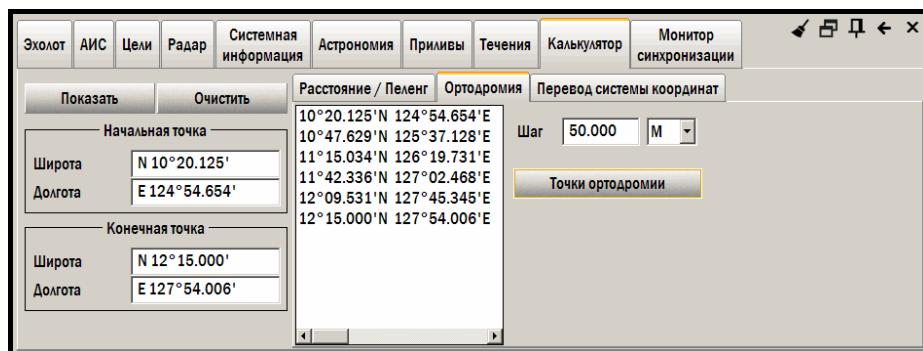 Эхолот АИС Цели Радар Системная информация Астрономия Приливы Течения Калькулятор Монитор синхронизации
Показать Очистить
Начальная точка
Широта N 10°20.125'
Долгота E 124°54.654'
Конечная точка
Широта N 12°15.000'
Долгота E 127°54.006'
Расстояние / Пеленг Ортодромия Перевод системы координат
10°20.125'N 124°54.654'E
10°47.629'N 125°37.128'E
11°15.034'N 126°19.731'E
11°42.336'N 127°02.468'E
12°09.531'N 127°45.345'E
12°15.000'N 127°54.006'E
Шаг 50.000 М
Точки ортодромии